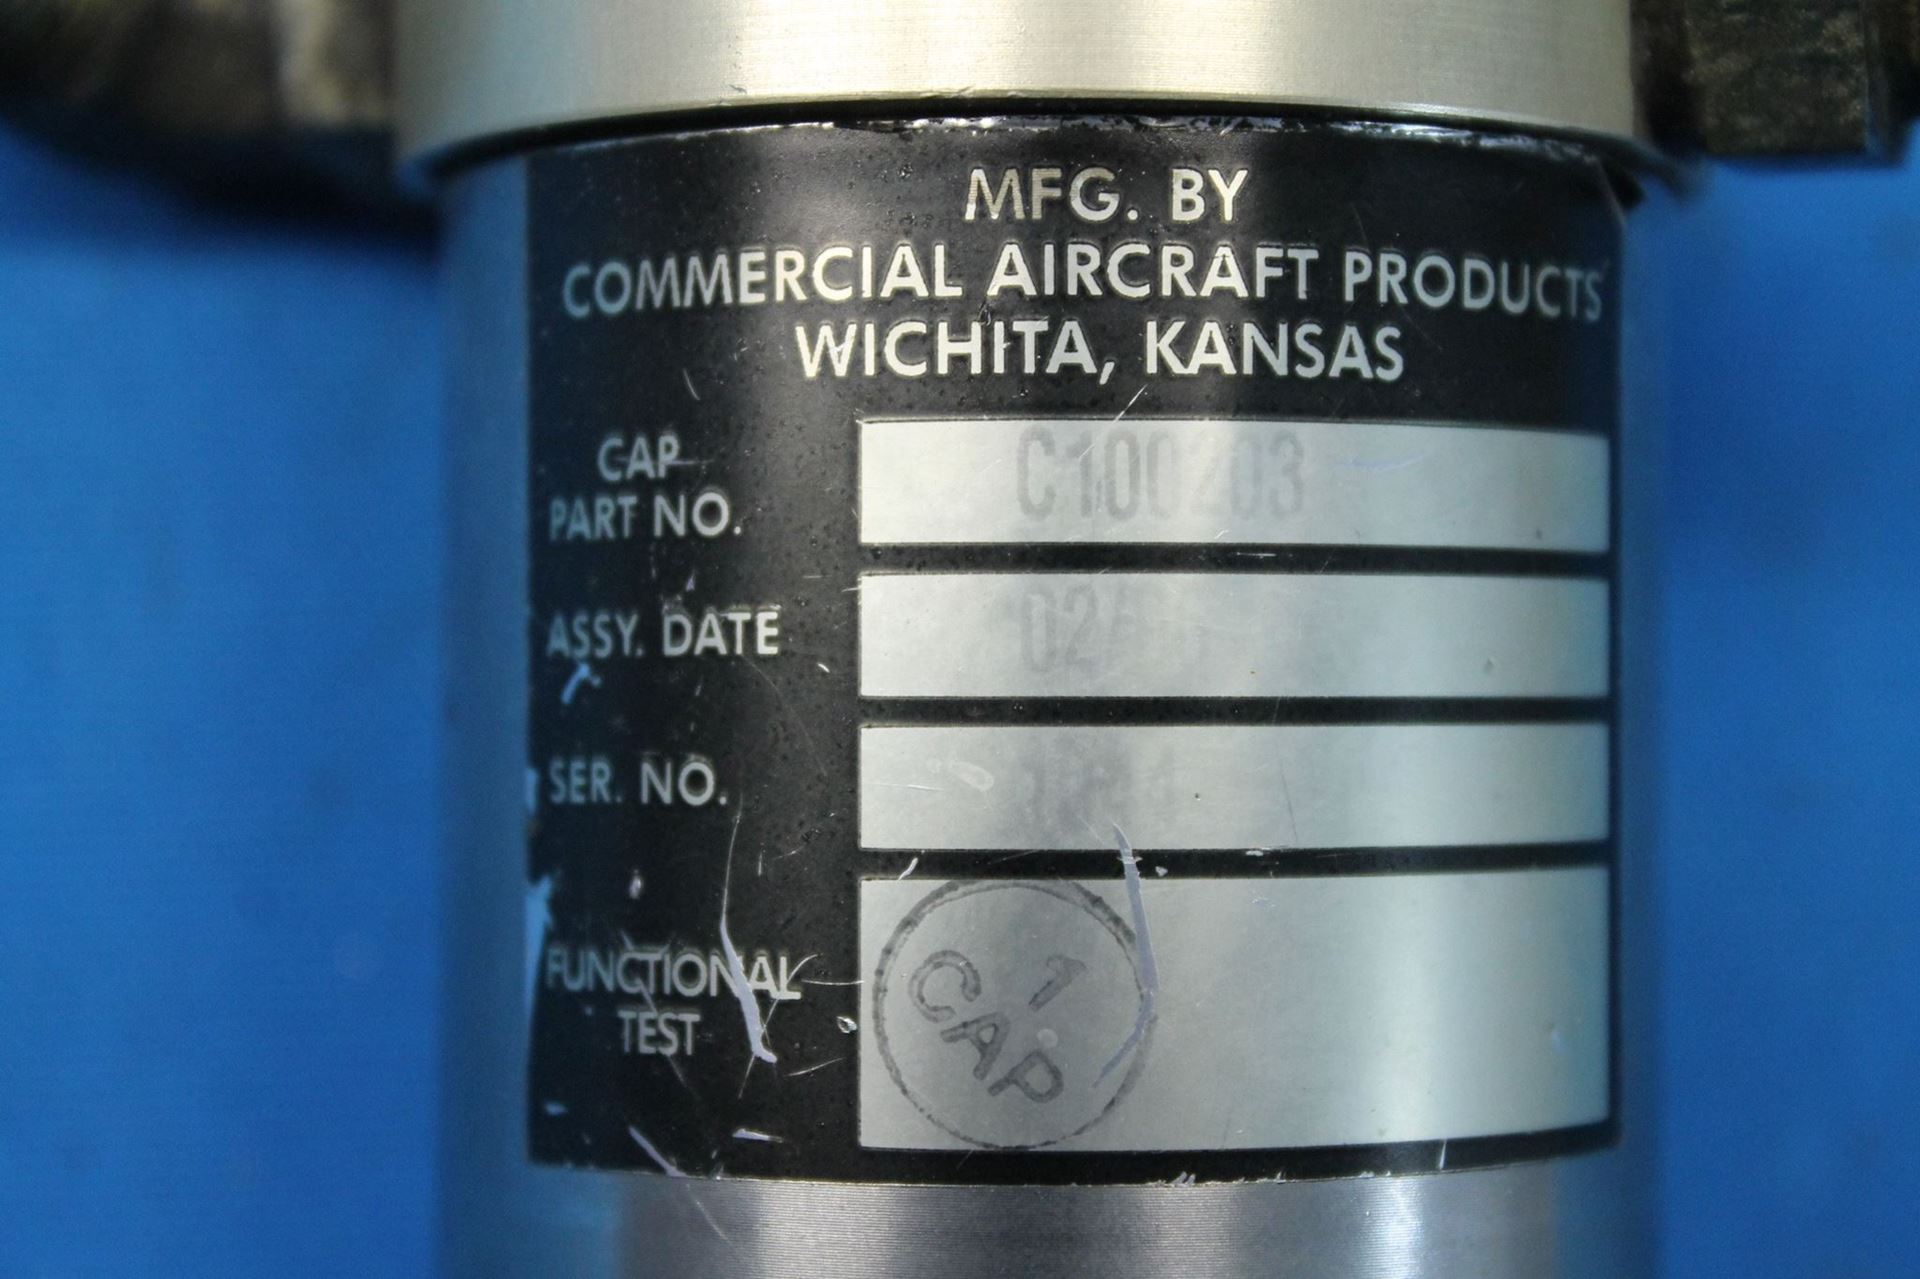 MFG. BY
COMMERCIAL AIRCRAFT PRODUCTS
WICHITA, KANSAS
CAP
PART NO.
C100203
ASSY. DATE
SER. NO.
FUNCTIONAL
TEST
1
CAP